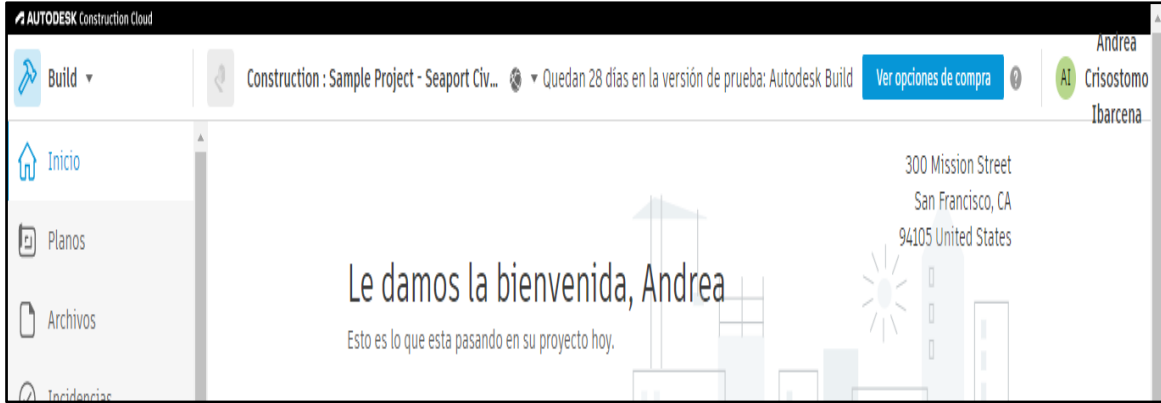 AUTODESK Construction Cloud
Build
Construction : Sample Project - Seaport Civ...
Quedan 28 días en la versión de prueba: Autodesk Build
Ver opciones de compra
?
AI
Andrea
Crisostomo
Ibarcena
Inicio
Planos
Archivos
Incidencias
300 Mission Street
San Francisco, CA
94105 United States
Le damos la bienvenida, Andrea
Esto es lo que esta pasando en su proyecto hoy.